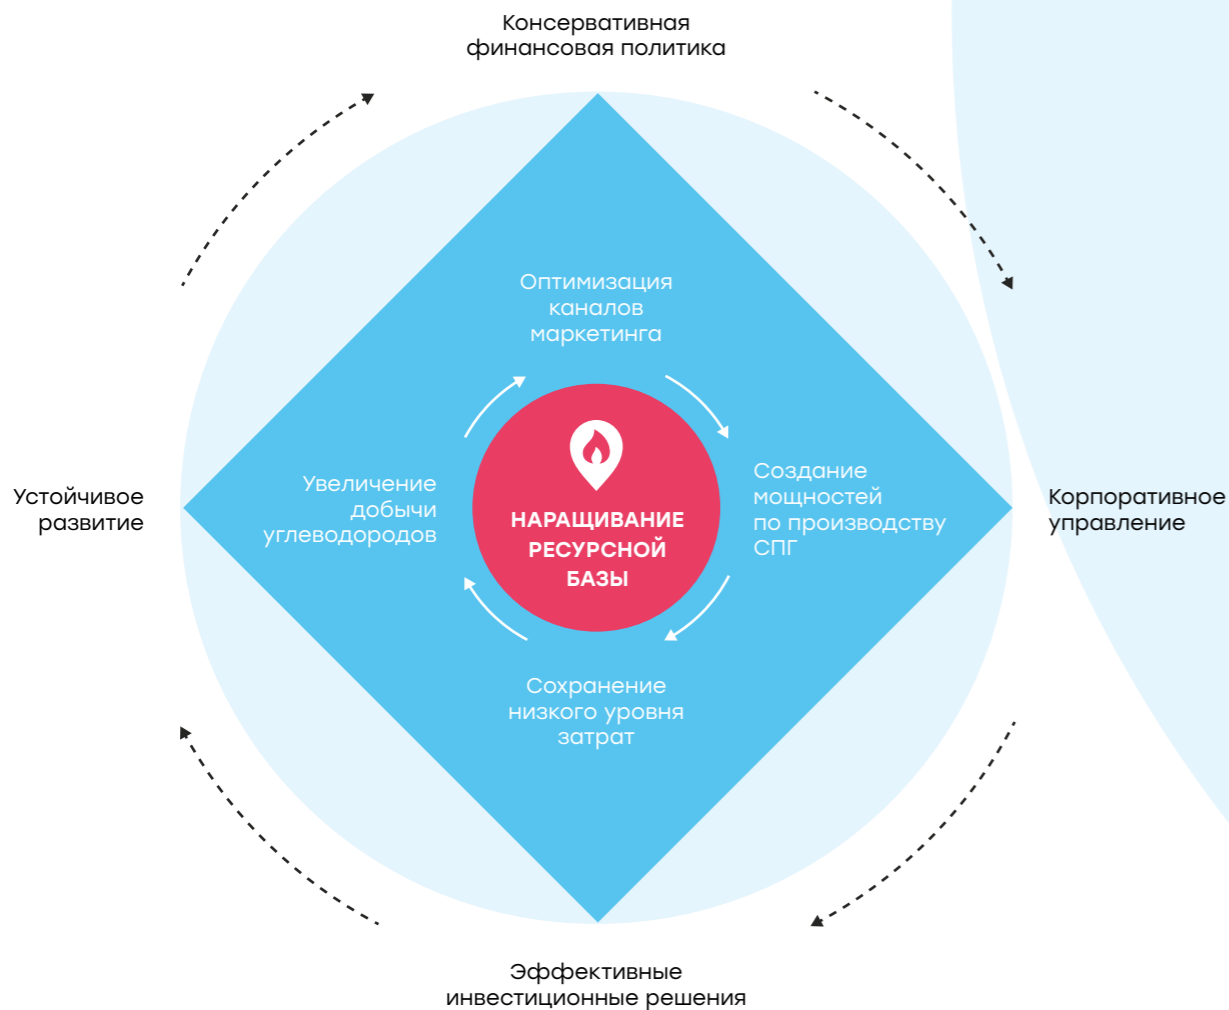 Консервативная
финансовая политика
Оптимизация
каналов
маркетинга
Устойчивое
развитие
Увеличение
добычи
углеводородов
НАРАЩИВАНИЕ
РЕСУРСНОЙ
БАЗЫ
Создание
мощностей
по производству
СПГ
Корпоративное
управление
Сохранение
низкого уровня
затрат
Эффективные
инвестиционные решения